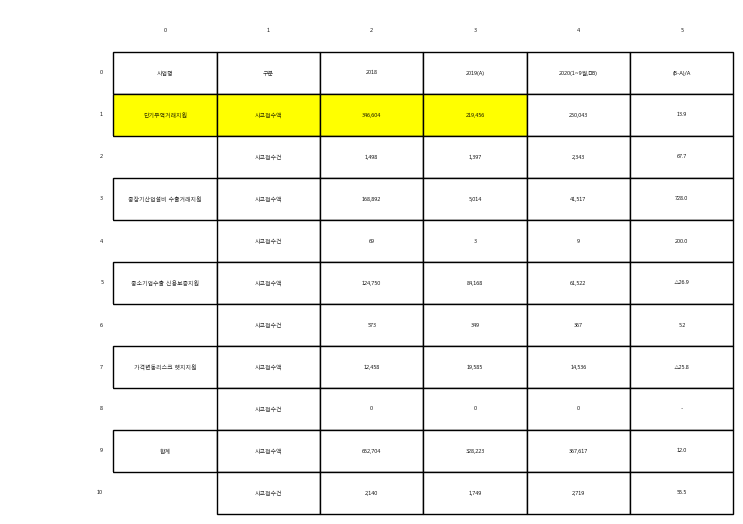 0 1 2 3 4 5
0 사업명 구분 2018 2019(A) 2020(1~9월,B) (B-A)/A
1 단기무역거래지원 사고접수액 346,604 219,456 250,043 13.9
2 사고접수건 1,498 1,397 2,343 67.7
3 중장기산업설비 수출거래지원 사고접수액 168,892 5,014 41,517 728.0
4 사고접수건 69 3 9 200.0
5 중소기업수출 신용보증지원 사고접수액 124,750 84,168 61,522 △26.9
6 사고접수건 573 349 367 5.2
7 가격변동리스크 헷지지원 사고접수액 12,458 19,585 14,536 △25.8
8 사고접수건 0 0 0 -
9 합계 사고접수액 652,704 328,223 367,617 12.0
10 사고접수건 2,140 1,749 2,719 55.5